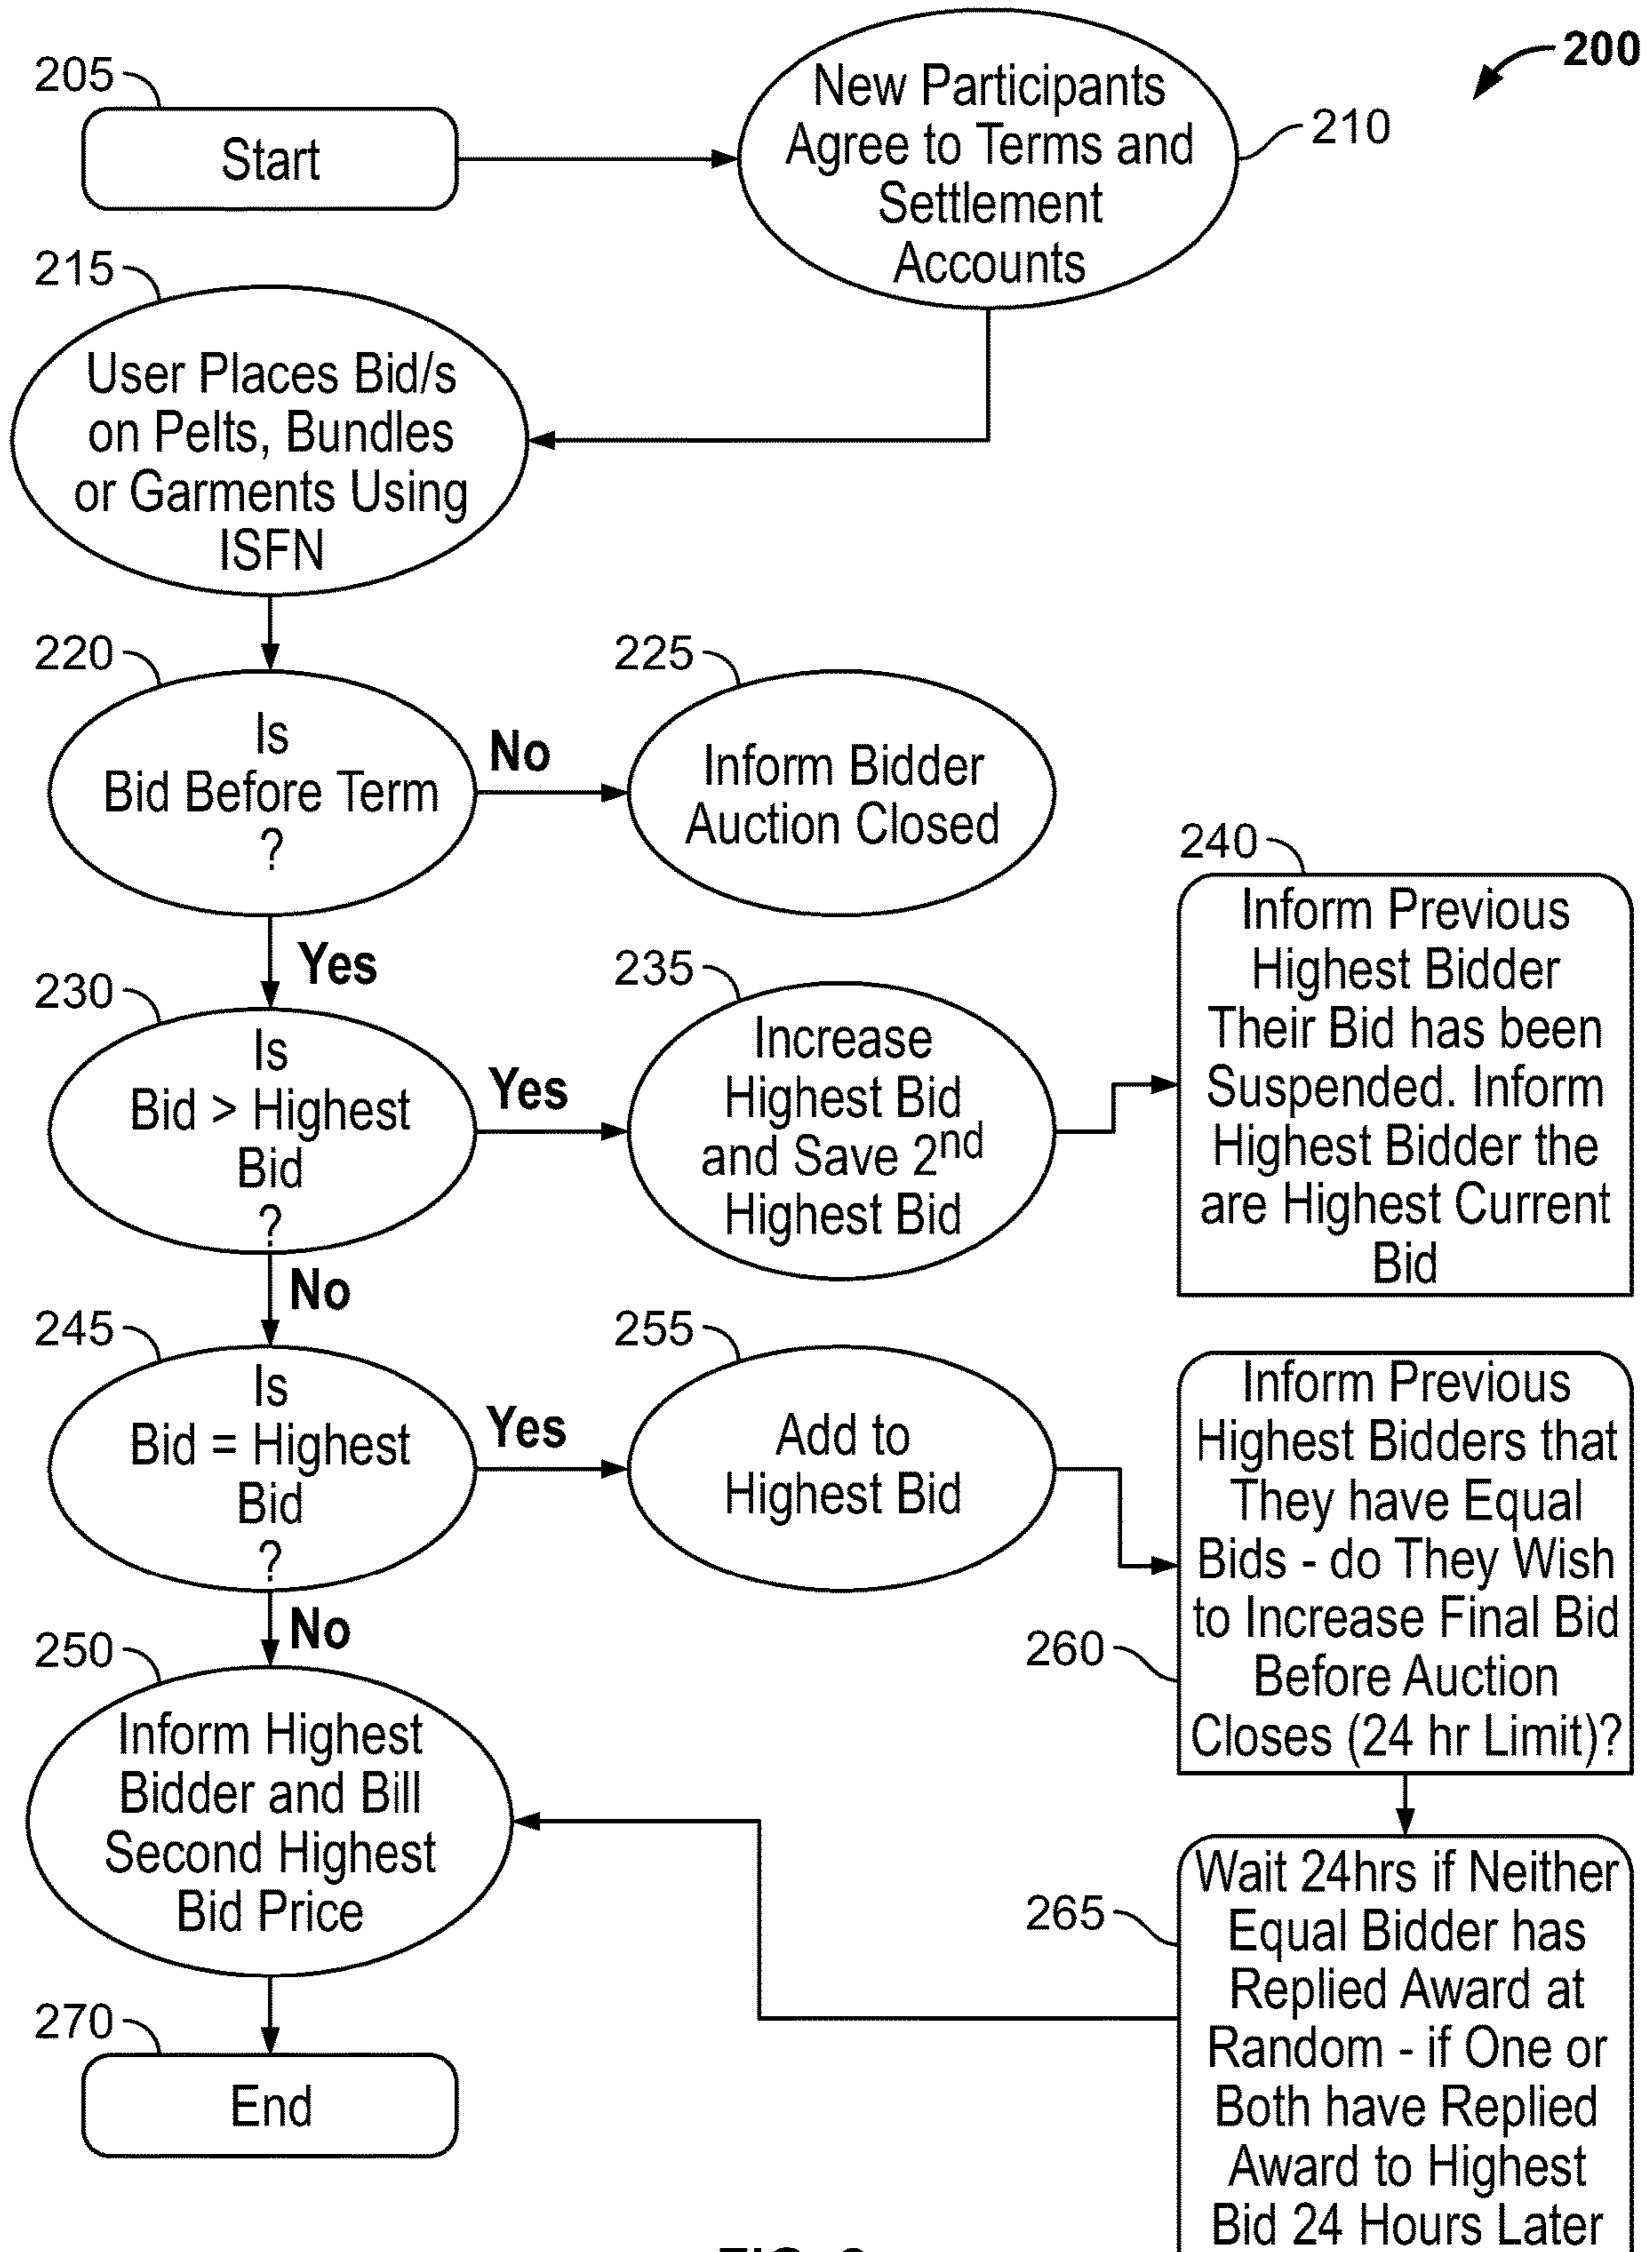 200
205
Start
New Participants
Agree to Terms and
Settlement
Accounts
210
215
User Places Bid/s
on Pelts, Bundles
or Garments Using
ISFN
220
Is
Bid Before Term
?
No
225
Inform Bidder
Auction Closed
Yes
230
Is
Bid > Highest
Bid
?
Yes
235
Increase
Highest Bid
and Save 2nd
Highest Bid
240
Inform Previous
Highest Bidder
Their Bid has been
Suspended. Inform
Highest Bidder the
are Highest Current
Bid
No
245
Is
Bid = Highest
Bid
?
Yes
255
Add to
Highest Bid
260
Inform Previous
Highest Bidders that
They have Equal
Bids - do They Wish
to Increase Final Bid
Before Auction
Closes (24 hr Limit)?
No
250
Inform Highest
Bidder and Bill
Second Highest
Bid Price
265
Wait 24hrs if Neither
Equal Bidder has
Replied Award at
Random - if One or
Both have Replied
Award to Highest
Bid 24 Hours Later
270
End